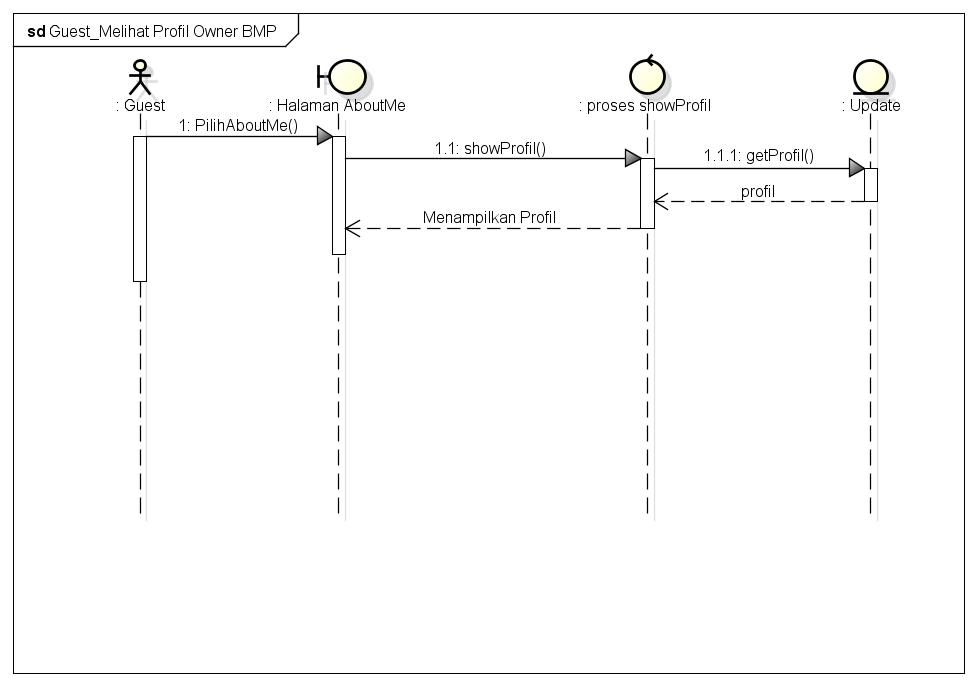 sd Guest_Melihat Profil Owner BMP
: Guest
: Halaman AboutMe
: proses showProfil
: Update
1: PilihAboutMe()
1.1: showProfil()
1.1.1: getProfil()
profil
Menampilkan Profil